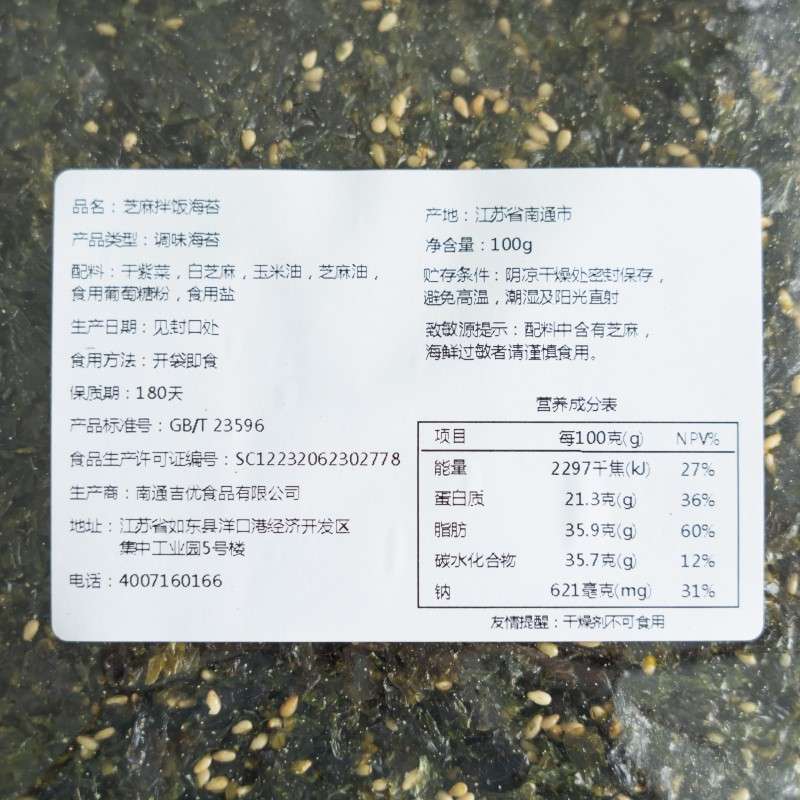 品名：芝麻拌饭海苔
产品类型：调味海苔
配料：干紫菜，白芝麻，玉米油，芝麻油，
食用葡萄糖粉，食用盐
生产日期：见封口处
食用方法：开袋即食
保质期：180天
产品标准号：GB/T 23596
食品生产许可证编号：SC12232062302778
生产商：南通吉优食品有限公司
地址：江苏省如东县洋口港经济开发区
集中工业园5号楼
电话：4007160166
产地：江苏省南通市
净含量：100g
贮存条件：阴凉干燥处密封保存，
避免高温，潮湿及阳光直射
致敏源提示：配料中含有芝麻，
海鲜过敏者请谨慎食用。
营养成分表
项目 每100克(g) NPV%
能量 2297千焦(kJ) 27%
蛋白质 21.3克(g) 36%
脂肪 35.9克(g) 60%
碳水化合物 35.7克(g) 12%
钠 621毫克(mg) 31%
友情提醒：干燥剂不可食用